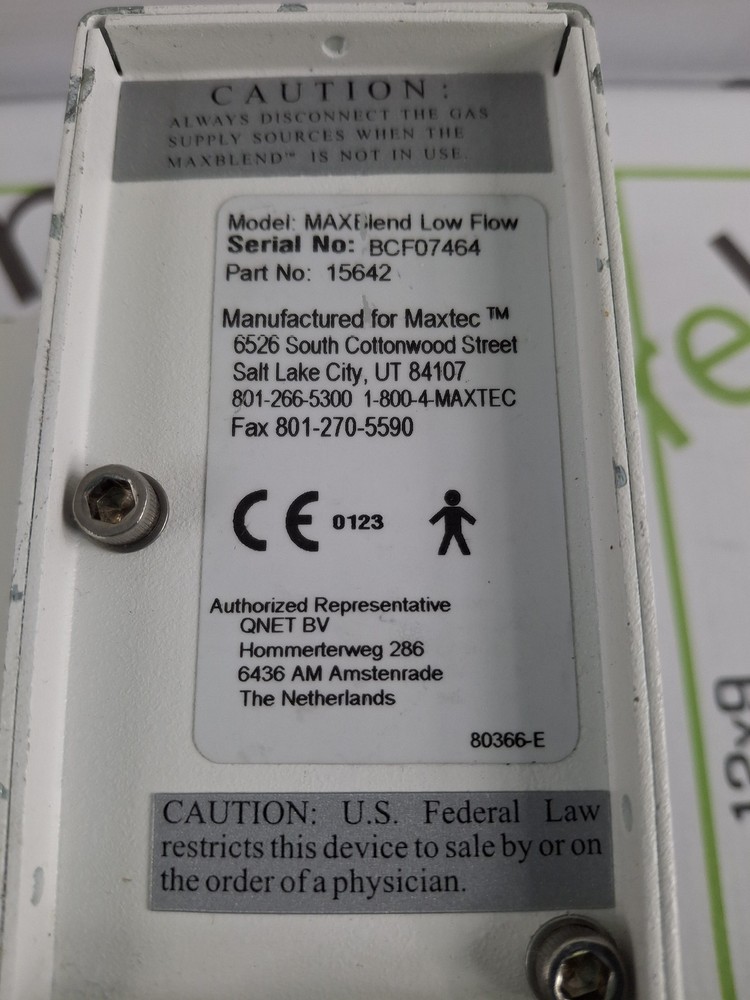 CAUTION:
ALWAYS DISCONNECT THE GAS
SUPPLY SOURCES WHEN THE
MAXBLEND™ IS NOT IN USE.
Model: MAXBlend Low Flow
Serial No: BCF07464
Part No: 15642
Manufactured for Maxtec ™
6526 South Cottonwood Street
Salt Lake City, UT 84107
801-266-5300 1-800-4-MAXTEC
Fax 801-270-5590
CE 0123
Authorized Representative
QNET BV
Hommerterweg 286
6436 AM Amstenrade
The Netherlands
80366-E
CAUTION: U.S. Federal Law
restricts this device to sale by or on
the order of a physician.
12x9